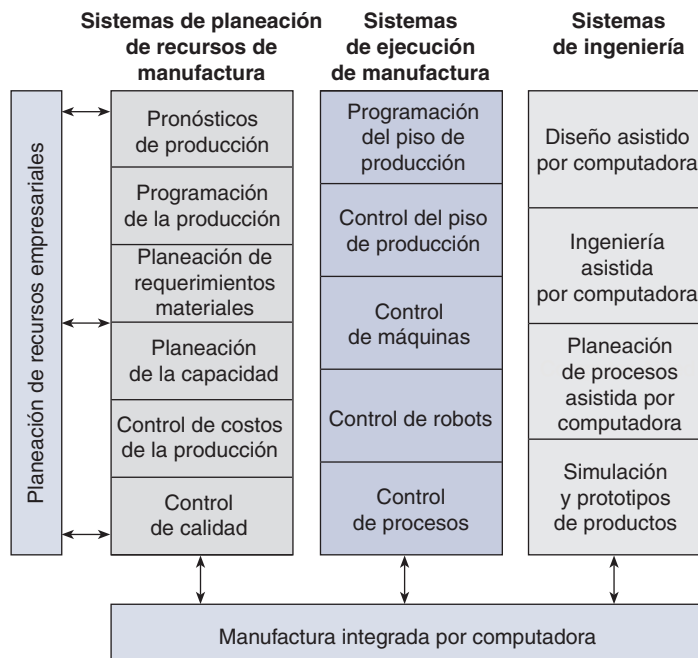 Sistemas de planeación
de recursos de
manufactura
Sistemas
de ejecución
de manufactura
Sistemas
de ingeniería
Planeación de recursos empresariales
Pronósticos
de producción
Programación
de la producción
Planeación de
requerimientos
materiales
Planeación
de la capacidad
Control de costos
de la producción
Control
de calidad
Programación
del piso de
producción
Control del piso
de producción
Control
de máquinas
Control de robots
Control
de procesos
Diseño asistido
por computadora
Ingeniería
asistida
por computadora
Planeación
de procesos
asistida por
computadora
Simulación
y prototipos
de productos
Manufactura integrada por computadora